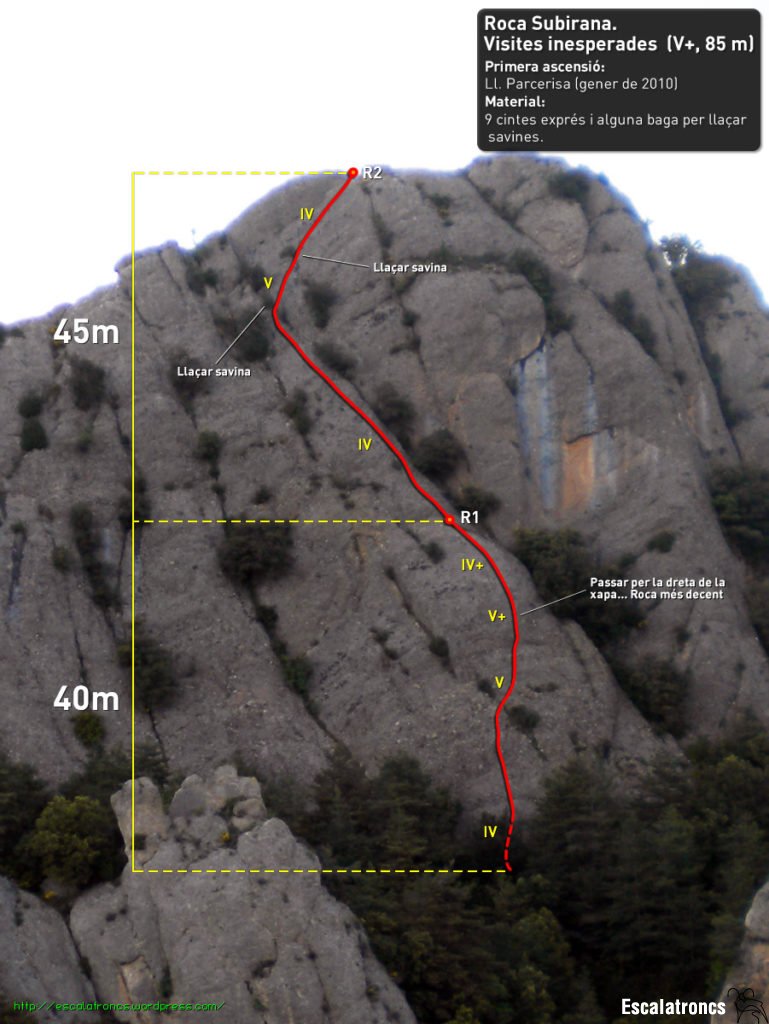 Roca Subirana.
Visites inesperades (V+, 85 m)
Primera ascensió:
Ll. Parcerisa (gener de 2010)
Material:
9 cintes exprés i alguna baga per llaçar
savines.
R2
IV
Llaçar savina
V
45m
Llaçar savina
IV
R1
IV+
Passar per la dreta de la
xapa... Roca més decent
V+
V
40m
IV
http://escalatroncs.wordpress.com/
Escalatroncs